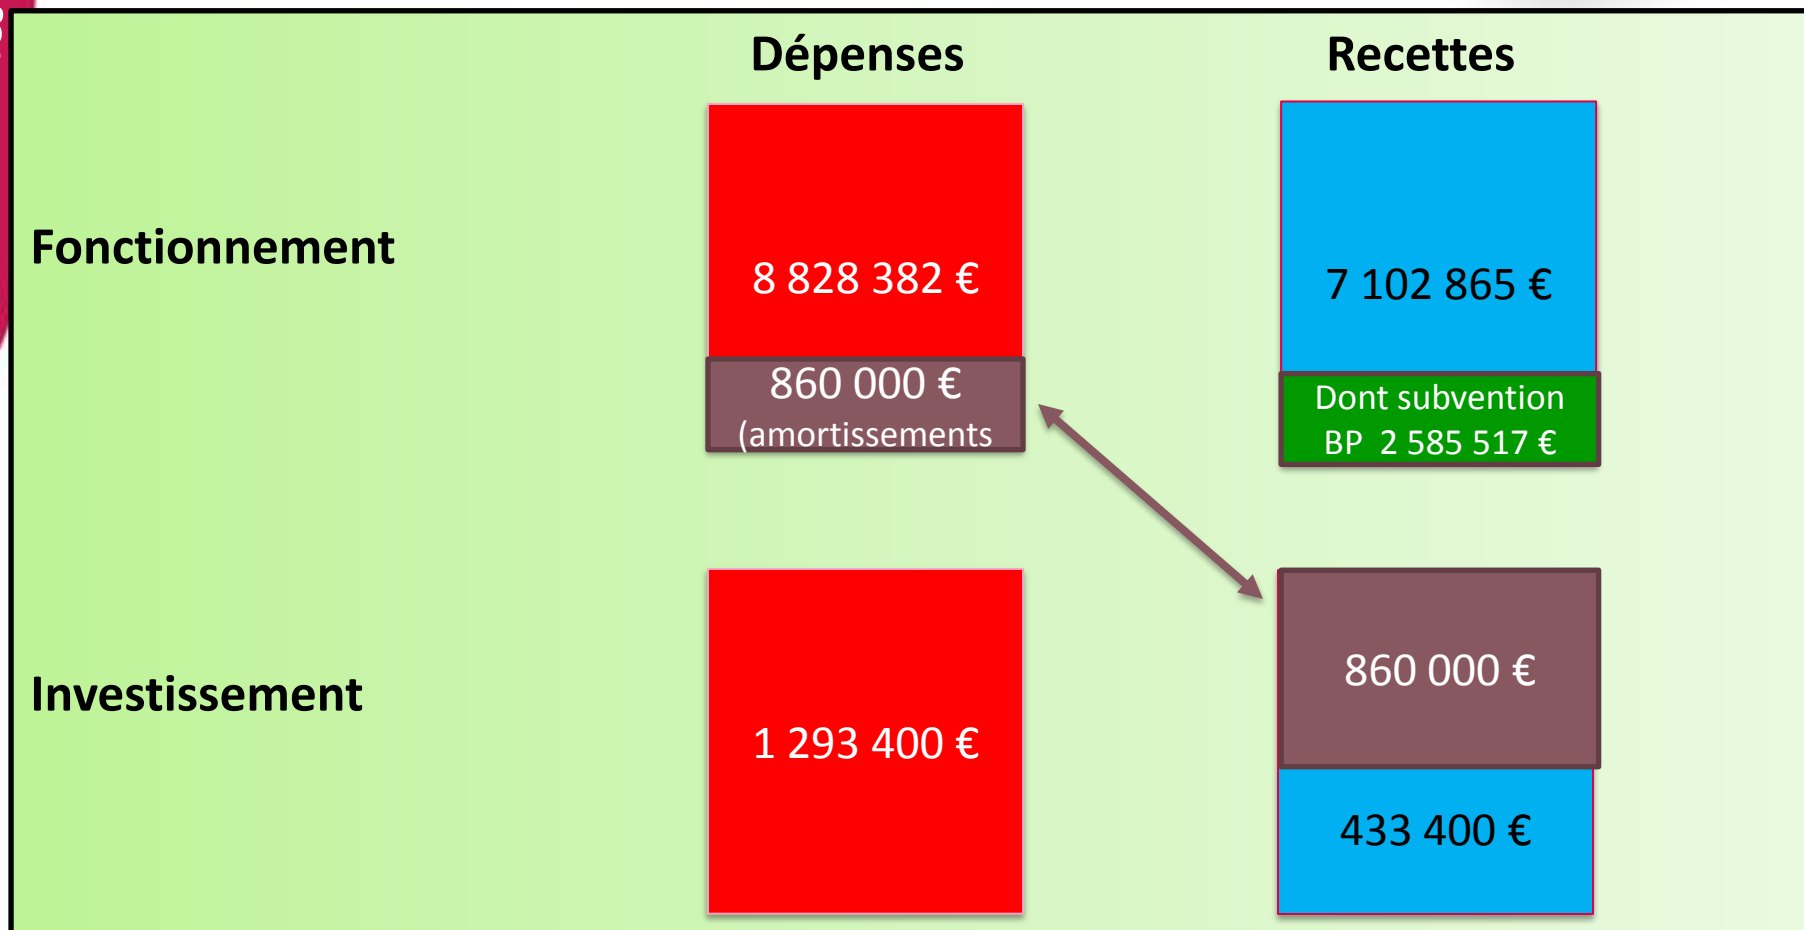 Dépenses
Recettes
Fonctionnement
8 828 382 €
7 102 865 €
860 000 €
(amortissements
Dont subvention
BP 2 585 517 €
Investissement
1 293 400 €
860 000 €
433 400 €